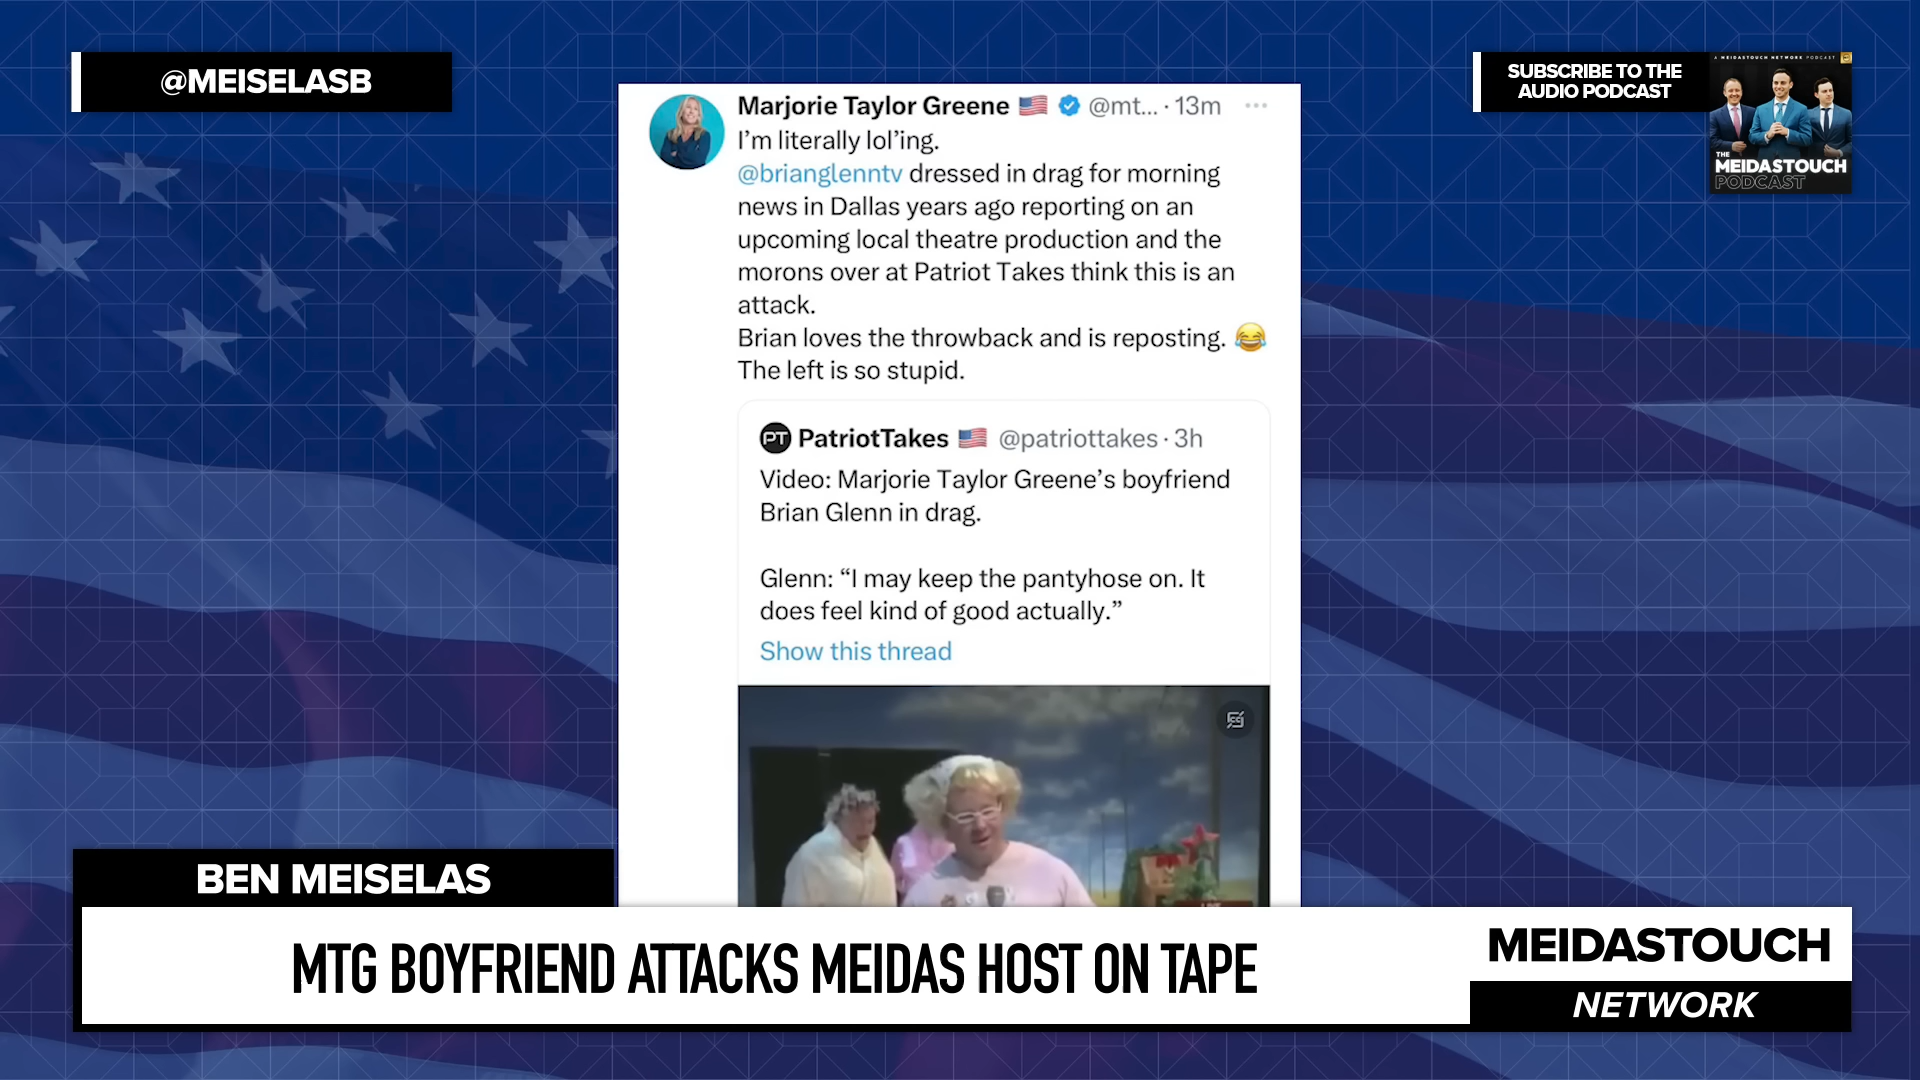 @MEISELASB
SUBSCRIBE TO THE
AUDIO PODCAST
A MEIDASTOUCH NETWORK PODCAST
THE
MEIDASTOUCH
PODCAST
Marjorie Taylor Greene 🇺🇸 @mt... · 13m
I’m literally lol’ing.
@brianglenntv dressed in drag for morning
news in Dallas years ago reporting on an
upcoming local theatre production and the
morons over at Patriot Takes think this is an
attack.
Brian loves the throwback and is reposting. 😂
The left is so stupid.
PT PatriotTakes 🇺🇸 @patriottakes · 3h
Video: Marjorie Taylor Greene’s boyfriend
Brian Glenn in drag.
Glenn: “I may keep the pantyhose on. It
does feel kind of good actually.”
Show this thread
BEN MEISELAS
MTG BOYFRIEND ATTACKS MEIDAS HOST ON TAPE
MEIDASTOUCH
NETWORK